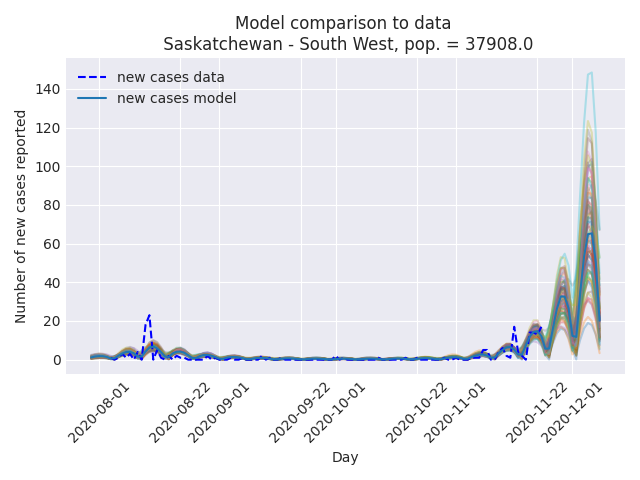 Model comparison to data
Saskatchewan - South West, pop. = 37908.0
new cases data
new cases model
Number of new cases reported
140
120
100
80
60
40
20
0
2020-08-01
2020-08-22
2020-09-01
2020-09-22
2020-10-01
2020-10-22
2020-11-01
2020-11-22
2020-12-01
Day